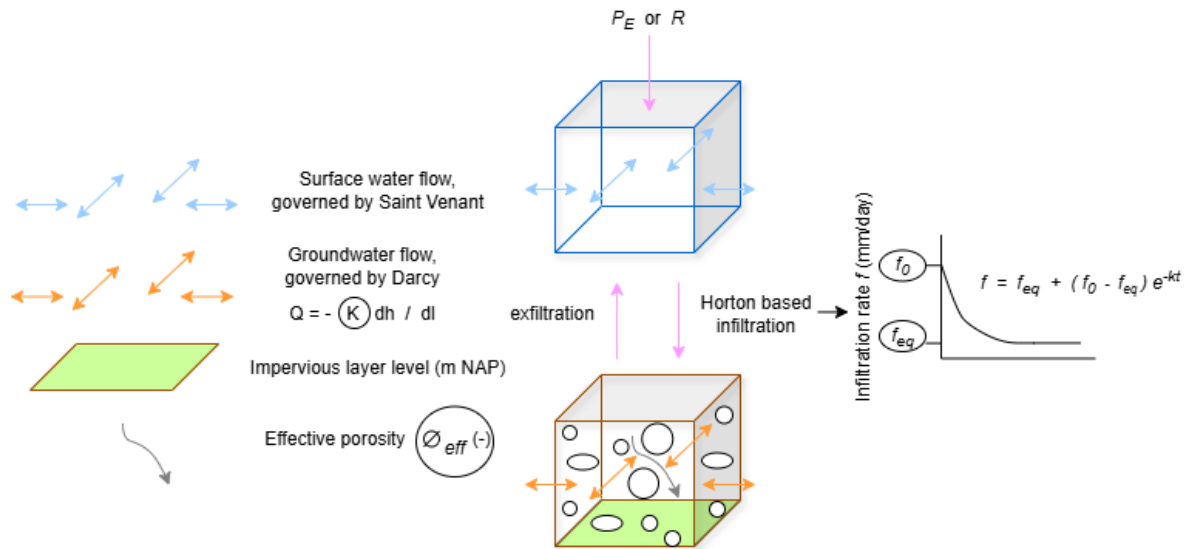 P_E or R
Surface water flow,
governed by Saint Venant
Groundwater flow,
governed by Darcy
Q = - K dh / dl
Impervious layer level (m NAP)
Effective porosity ∅ eff (-)
exfiltration
Horton based
infiltration
Infiltration rate f (mm/day)
f_0
f_eq
f = f_eq + (f_0 - f_eq) e^-kt